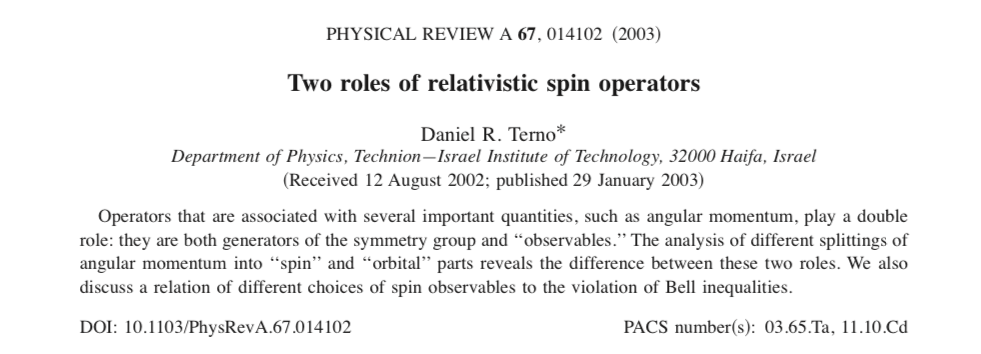 PHYSICAL REVIEW A 67, 014102 (2003)
Two roles of relativistic spin operators
Daniel R. Terno*
Department of Physics, Technion—Israel Institute of Technology, 32000 Haifa, Israel
(Received 12 August 2002; published 29 January 2003)
Operators that are associated with several important quantities, such as angular momentum, play a double
role: they are both generators of the symmetry group and ‘‘observables.’’ The analysis of different splittings of
angular momentum into ‘‘spin’’ and ‘‘orbital’’ parts reveals the difference between these two roles. We also
discuss a relation of different choices of spin observables to the violation of Bell inequalities.
DOI: 10.1103/PhysRevA.67.014102 PACS number(s): 03.65.Ta, 11.10.Cd